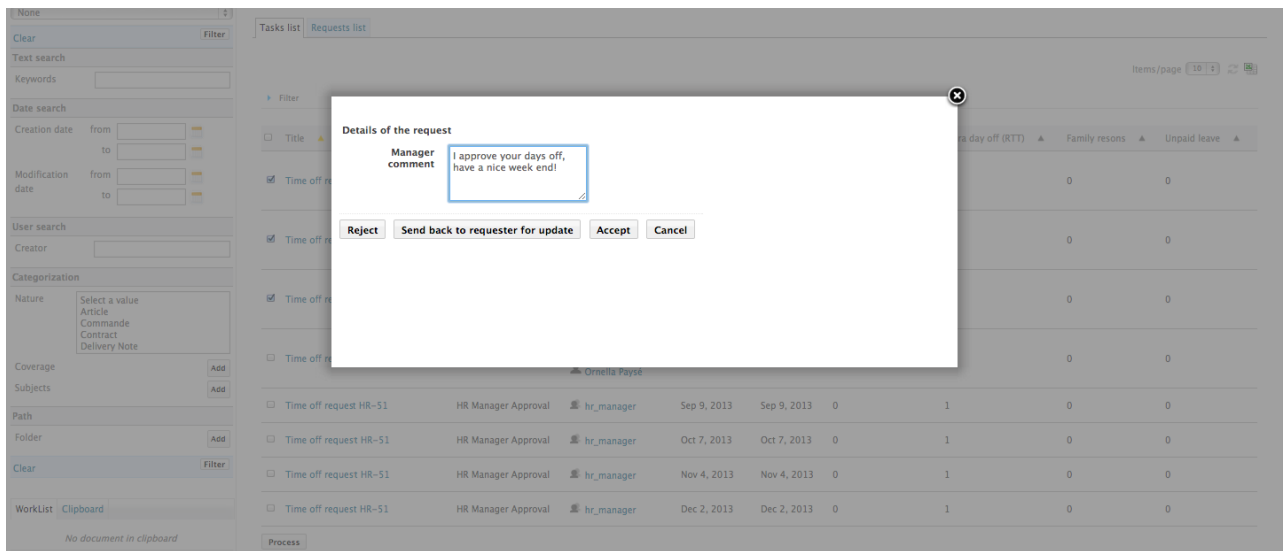 None
Clear Filter
Text search
Keywords
Date search
Creation date from
to
Modification date from
to
User search
Creator
Categorization
Nature Select a value
Article
Commande
Contract
Delivery Note
Coverage Add
Subjects Add
Path
Folder Add
Clear Filter
WorkList Clipboard
No document in clipboard
Tasks list Requests list
Items/page 10
Filter
Title ra day off (RTT) Family resons Unpaid leave
Details of the request
Manager comment
I approve your days off,
have a nice week end!
Reject Send back to requester for update Accept Cancel
Time off re 0 0
Time off re 0 0
Time off re 0 0
Time off re 0 0
Ornella Paysé
Time off request HR-51 HR Manager Approval hr_manager Sep 9, 2013 Sep 9, 2013 0 1 0 0
Time off request HR-51 HR Manager Approval hr_manager Oct 7, 2013 Oct 7, 2013 0 1 0 0
Time off request HR-51 HR Manager Approval hr_manager Nov 4, 2013 Nov 4, 2013 0 1 0 0
Time off request HR-51 HR Manager Approval hr_manager Dec 2, 2013 Dec 2, 2013 0 1 0 0
Process